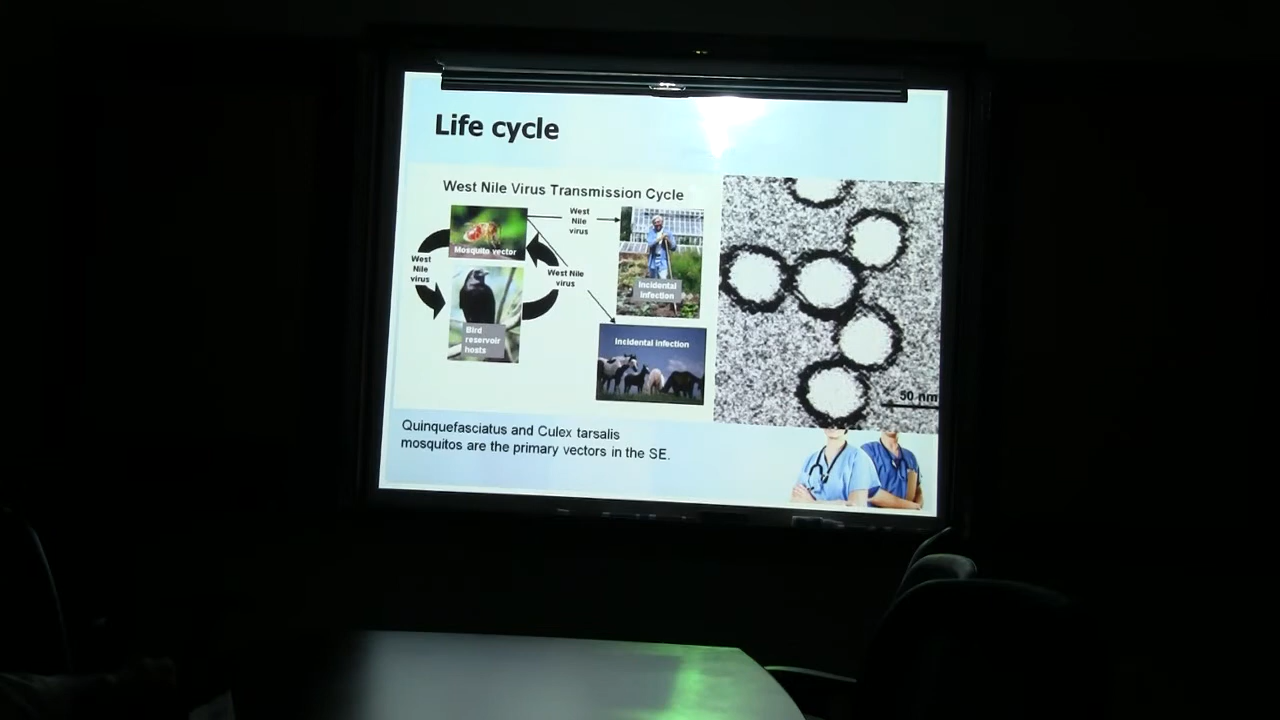 Life cycle
West Nile Virus Transmission Cycle
West
Nile
virus
Mosquito vector
West
Nile
virus
West Nile
virus
Incidental
infection
Bird
reservoir
hosts
Incidental infection
50 nm
Quinquefasciatus and Culex tarsalis
mosquitos are the primary vectors in the SE.